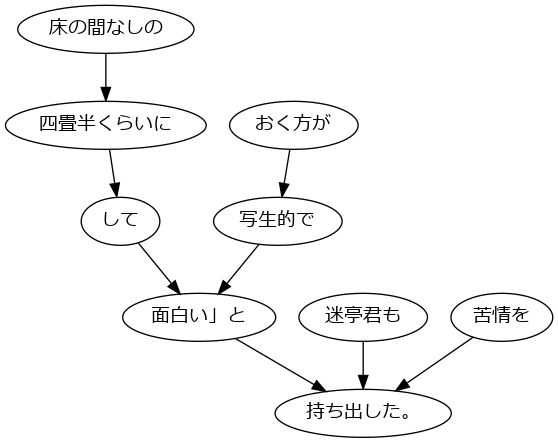 床の間なしの
四畳半くらいに
おく方が
して
写生的で
面白い」と
迷亭君も
苦情を
持ち出した。